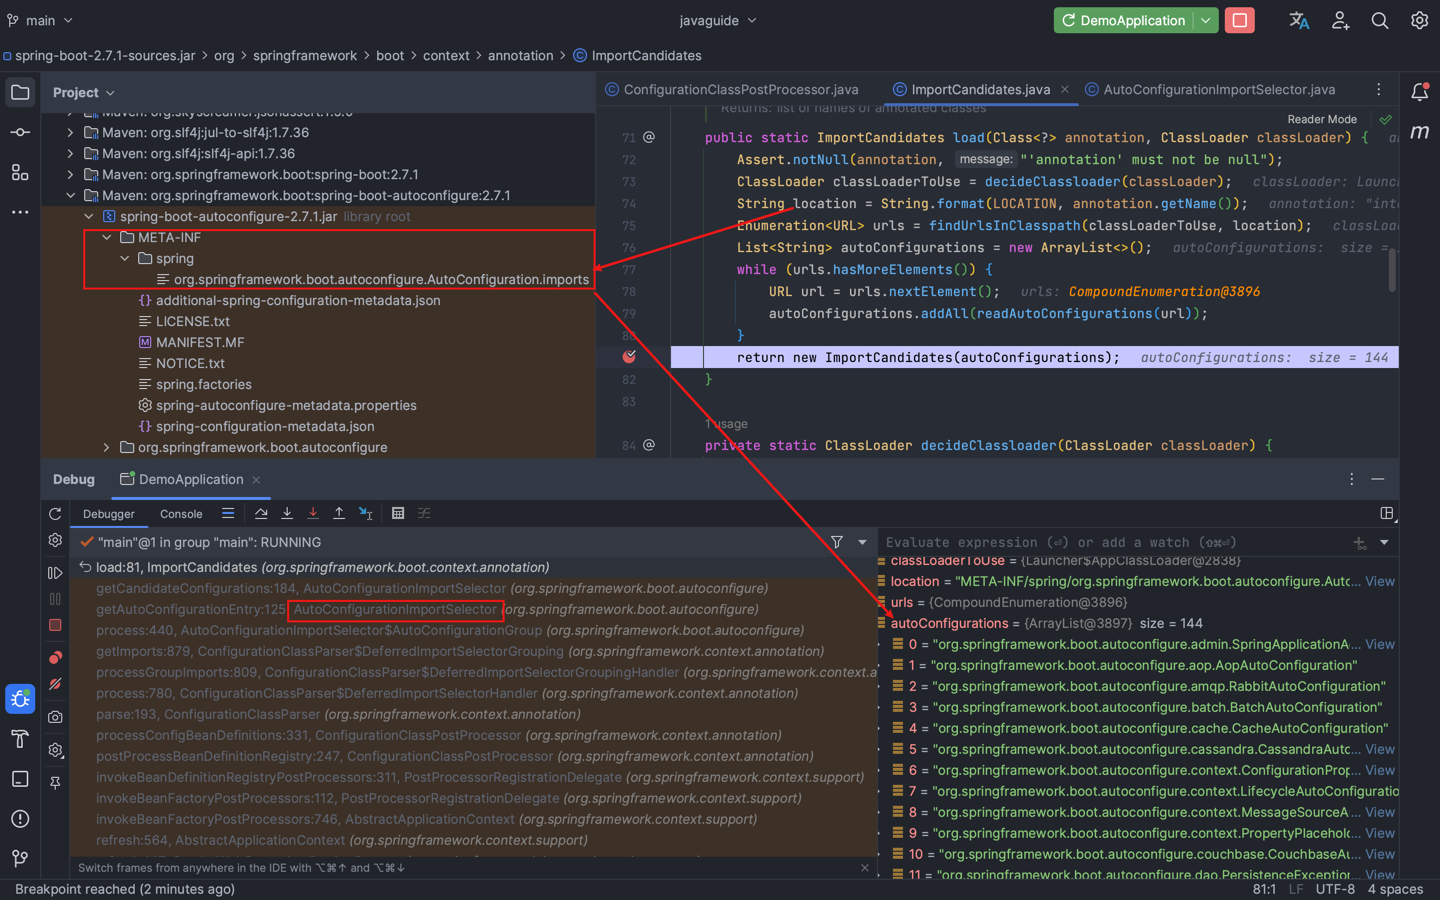 main
javaguide
DemoApplication
spring-boot-2.7.1-sources.jar > org > springframework > boot > context > annotation > ImportCandidates
Project
Maven: org.slf4j:jul-to-slf4j:1.7.36
Maven: org.slf4j:slf4j-api:1.7.36
Maven: org.springframework.boot:spring-boot:2.7.1
Maven: org.springframework.boot:spring-boot-autoconfigure:2.7.1
spring-boot-autoconfigure-2.7.1.jar library root
META-INF
spring
org.springframework.boot.autoconfigure.AutoConfiguration.imports
additional-spring-configuration-metadata.json
LICENSE.txt
MANIFEST.MF
NOTICE.txt
spring.factories
spring-autoconfigure-metadata.properties
spring-configuration-metadata.json
org.springframework.boot.autoconfigure
ConfigurationClassPostProcessor.java
ImportCandidates.java
AutoConfigurationImportSelector.java
Returns: list of names of annotated classes
Reader Mode
71 @ public static ImportCandidates load(Class<?> annotation, ClassLoader classLoader) {
72 Assert.notNull(annotation, message: "'annotation' must not be null");
73 ClassLoader classLoaderToUse = decideClassloader(classLoader); classLoader: Launc
74 String location = String.format(LOCATION, annotation.getName()); annotation: "int
75 Enumeration<URL> urls = findUrlsInClasspath(classLoaderToUse, location); classLoa
76 List<String> autoConfigurations = new ArrayList<>(); autoConfigurations: size =
77 while (urls.hasMoreElements()) {
78 URL url = urls.nextElement(); urls: CompoundEnumeration@3896
79 autoConfigurations.addAll(readAutoConfigurations(url));
80 }
return new ImportCandidates(autoConfigurations); autoConfigurations: size = 144
82 }
83
1 usage
84 @ private static ClassLoader decideClassloader(ClassLoader classLoader) {
m
Debug
DemoApplication
Debugger
Console
"main"@1 in group "main": RUNNING
load:81, ImportCandidates (org.springframework.boot.context.annotation)
getCandidateConfigurations:184, AutoConfigurationImportSelector (org.springframework.boot.autoconfigure)
getAutoConfigurationEntry:125, AutoConfigurationImportSelector (org.springframework.boot.autoconfigure)
process:440, AutoConfigurationImportSelector$AutoConfigurationGroup (org.springframework.boot.autoconfigure)
getImports:879, ConfigurationClassParser$DeferredImportSelectorGrouping (org.springframework.context.annotation)
processGroupImports:809, ConfigurationClassParser$DeferredImportSelectorGroupingHandler (org.springframework.context.a
process:780, ConfigurationClassParser$DeferredImportSelectorHandler (org.springframework.context.annotation)
parse:193, ConfigurationClassParser (org.springframework.context.annotation)
processConfigBeanDefinitions:331, ConfigurationClassPostProcessor (org.springframework.context.annotation)
postProcessBeanDefinitionRegistry:247, ConfigurationClassPostProcessor (org.springframework.context.annotation)
invokeBeanDefinitionRegistryPostProcessors:311, PostProcessorRegistrationDelegate (org.springframework.context.support)
invokeBeanFactoryPostProcessors:112, PostProcessorRegistrationDelegate (org.springframework.context.support)
invokeBeanFactoryPostProcessors:746, AbstractApplicationContext (org.springframework.context.support)
refresh:564, AbstractApplicationContext (org.springframework.context.support)
Switch frames from anywhere in the IDE with ⌥⌘↑ and ⌥⌘↓
Evaluate expression (⏎) or add a watch (⇧⌘⏎)
classLoaderToUse = {Launcher$AppClassLoader@2838}
location = "META-INF/spring/org.springframework.boot.autoconfigure.Autc... View
urls = {CompoundEnumeration@3896}
autoConfigurations = {ArrayList@3897} size = 144
0 = "org.springframework.boot.autoconfigure.admin.SpringApplicationA... View
1 = "org.springframework.boot.autoconfigure.aop.AopAutoConfiguration"
2 = "org.springframework.boot.autoconfigure.amqp.RabbitAutoConfiguration"
3 = "org.springframework.boot.autoconfigure.batch.BatchAutoConfiguration"
4 = "org.springframework.boot.autoconfigure.cache.CacheAutoConfiguration"
5 = "org.springframework.boot.autoconfigure.cassandra.CassandraAutc... View
6 = "org.springframework.boot.autoconfigure.context.ConfigurationProp... View
7 = "org.springframework.boot.autoconfigure.context.LifecycleAutoConfiguratio
8 = "org.springframework.boot.autoconfigure.context.MessageSourceA... View
9 = "org.springframework.boot.autoconfigure.context.PropertyPlacehol... View
10 = "org.springframework.boot.autoconfigure.couchbase.CouchbaseAu... View
11 = "org.springframework.boot.autoconfigure.dao.PersistenceException... View
Breakpoint reached (2 minutes ago)
81:1 LF UTF-8 4 spaces